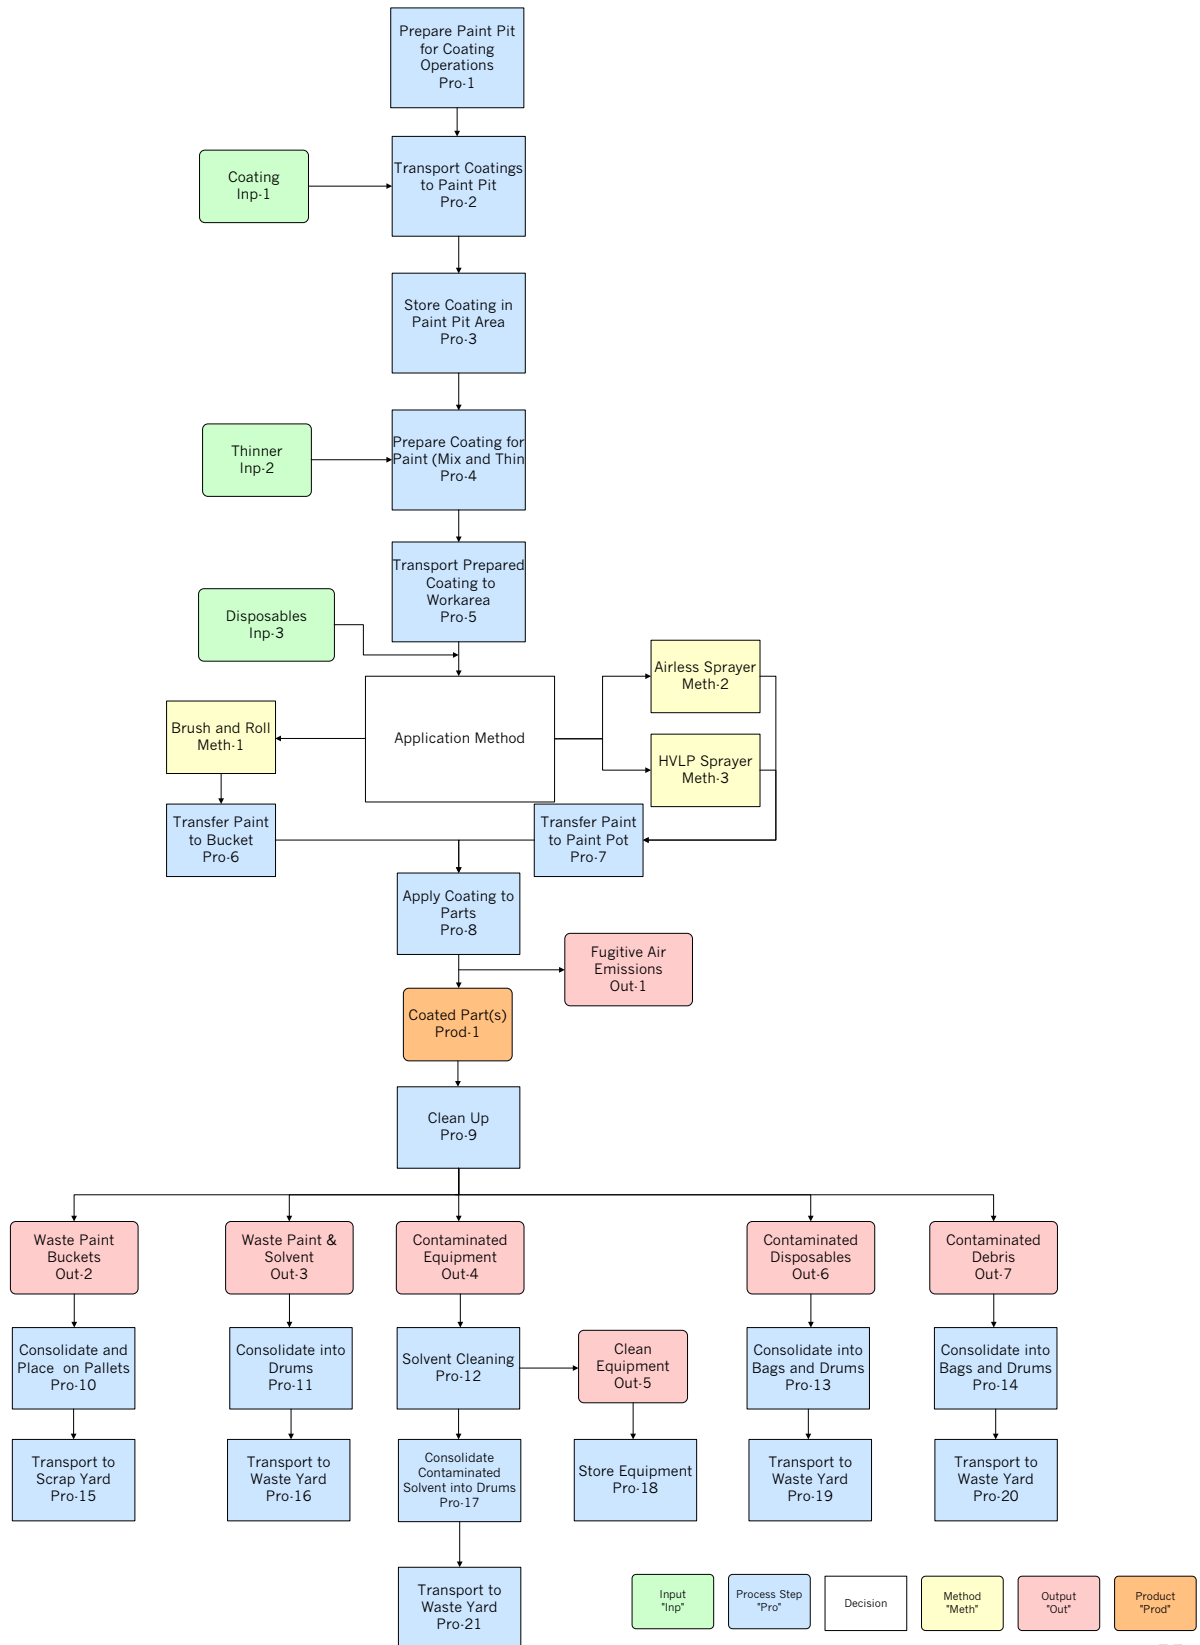 Prepare Paint Pit
for Coating
Operations
Pro-1
Coating
Inp-1
Transport Coatings
to Paint Pit
Pro-2
Store Coating in
Paint Pit Area
Pro-3
Thinner
Inp-2
Prepare Coating for
Paint (Mix and Thin
Pro-4
Transport Prepared
Coating to
Workarea
Pro-5
Disposables
Inp-3
Airless Sprayer
Meth-2
Brush and Roll
Meth-1
Application Method
HVLP Sprayer
Meth-3
Transfer Paint
to Bucket
Pro-6
Transfer Paint
to Paint Pot
Pro-7
Apply Coating to
Parts
Pro-8
Fugitive Air
Emissions
Out-1
Coated Part(s)
Prod-1
Clean Up
Pro-9
Waste Paint
Buckets
Out-2
Waste Paint &
Solvent
Out-3
Contaminated
Equipment
Out-4
Contaminated
Disposables
Out-6
Contaminated
Debris
Out-7
Consolidate and
Place on Pallets
Pro-10
Consolidate into
Drums
Pro-11
Solvent Cleaning
Pro-12
Clean
Equipment
Out-5
Consolidate into
Bags and Drums
Pro-13
Consolidate into
Bags and Drums
Pro-14
Transport to
Scrap Yard
Pro-15
Transport to
Waste Yard
Pro-16
Consolidate
Contaminated
Solvent into Drums
Pro-17
Store Equipment
Pro-18
Transport to
Waste Yard
Pro-19
Transport to
Waste Yard
Pro-20
Transport to
Waste Yard
Pro-21
Input
"Inp"
Process Step
"Pro"
Decision
Method
"Meth"
Output
"Out"
Product
"Prod"